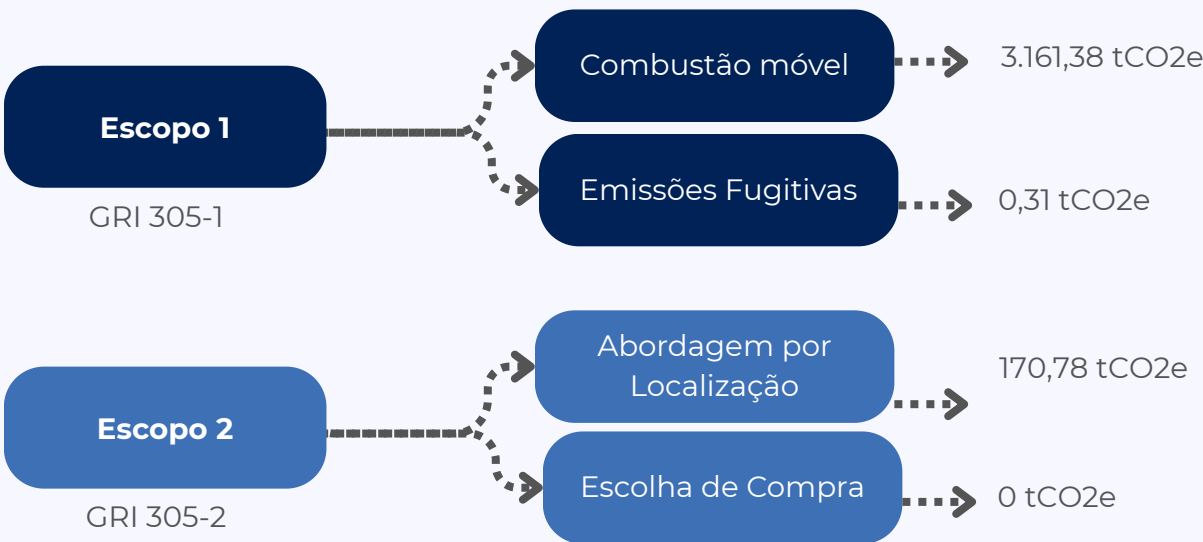 Escopo 1
GRI 305-1
Combustão móvel
3.161,38 tCO2e
Emissões Fugitivas
0,31 tCO2e
Escopo 2
GRI 305-2
Abordagem por
Localização
170,78 tCO2e
Escolha de Compra
0 tCO2e